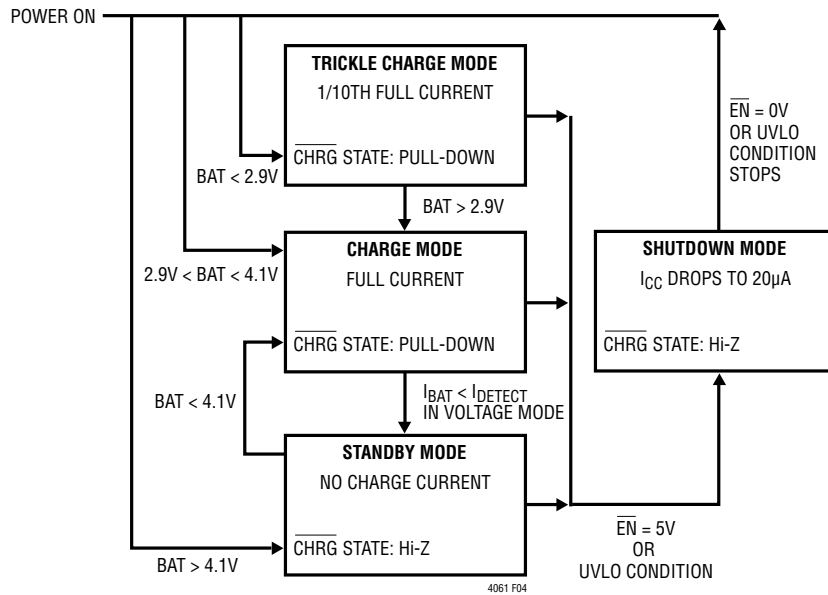 POWER ON
TRICKLE CHARGE MODE
1/10TH FULL CURRENT
CHRG STATE: PULL-DOWN
BAT < 2.9V
BAT > 2.9V
CHARGE MODE
FULL CURRENT
CHRG STATE: PULL-DOWN
2.9V < BAT < 4.1V
BAT < 4.1V
IBAT < IDETECT
IN VOLTAGE MODE
STANDBY MODE
NO CHARGE CURRENT
CHRG STATE: Hi-Z
BAT > 4.1V
EN = 0V
OR UVLO
CONDITION
STOPS
SHUTDOWN MODE
ICC DROPS TO 20µA
CHRG STATE: Hi-Z
EN = 5V
OR
UVLO CONDITION
4061 F04